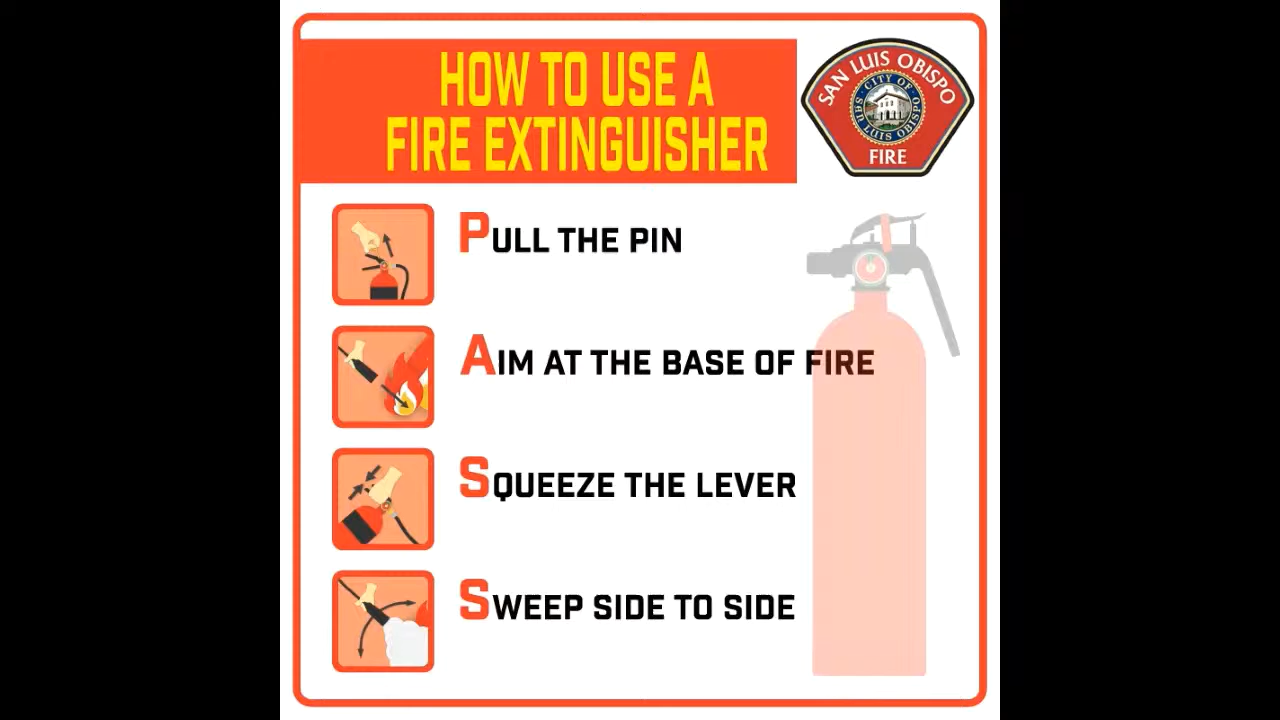 HOW TO USE A
FIRE EXTINGUISHER
SAN LUIS OBISPO
CITY OF
SAN LUIS OBISPO
FIRE
PULL THE PIN
AIM AT THE BASE OF FIRE
SQUEEZE THE LEVER
SWEEP SIDE TO SIDE